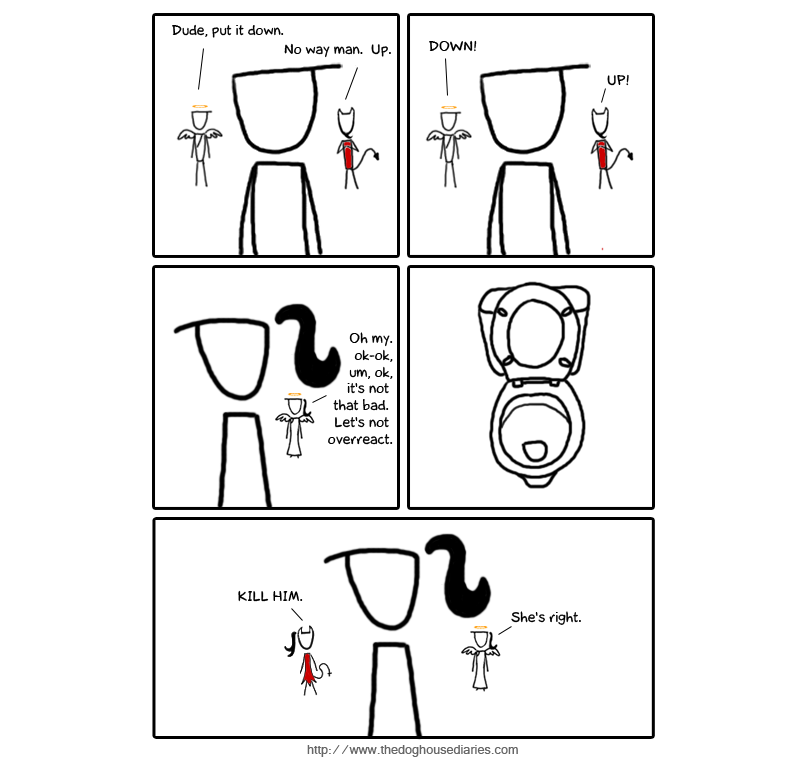 Dude, put it down.
No way man. Up.
DOWN!
UP!
Oh my.
ok-ok,
um, ok,
it's not
that bad.
Let's not
overreact.
KILL HIM.
She's right.
http://www.thedoghousediaries.com